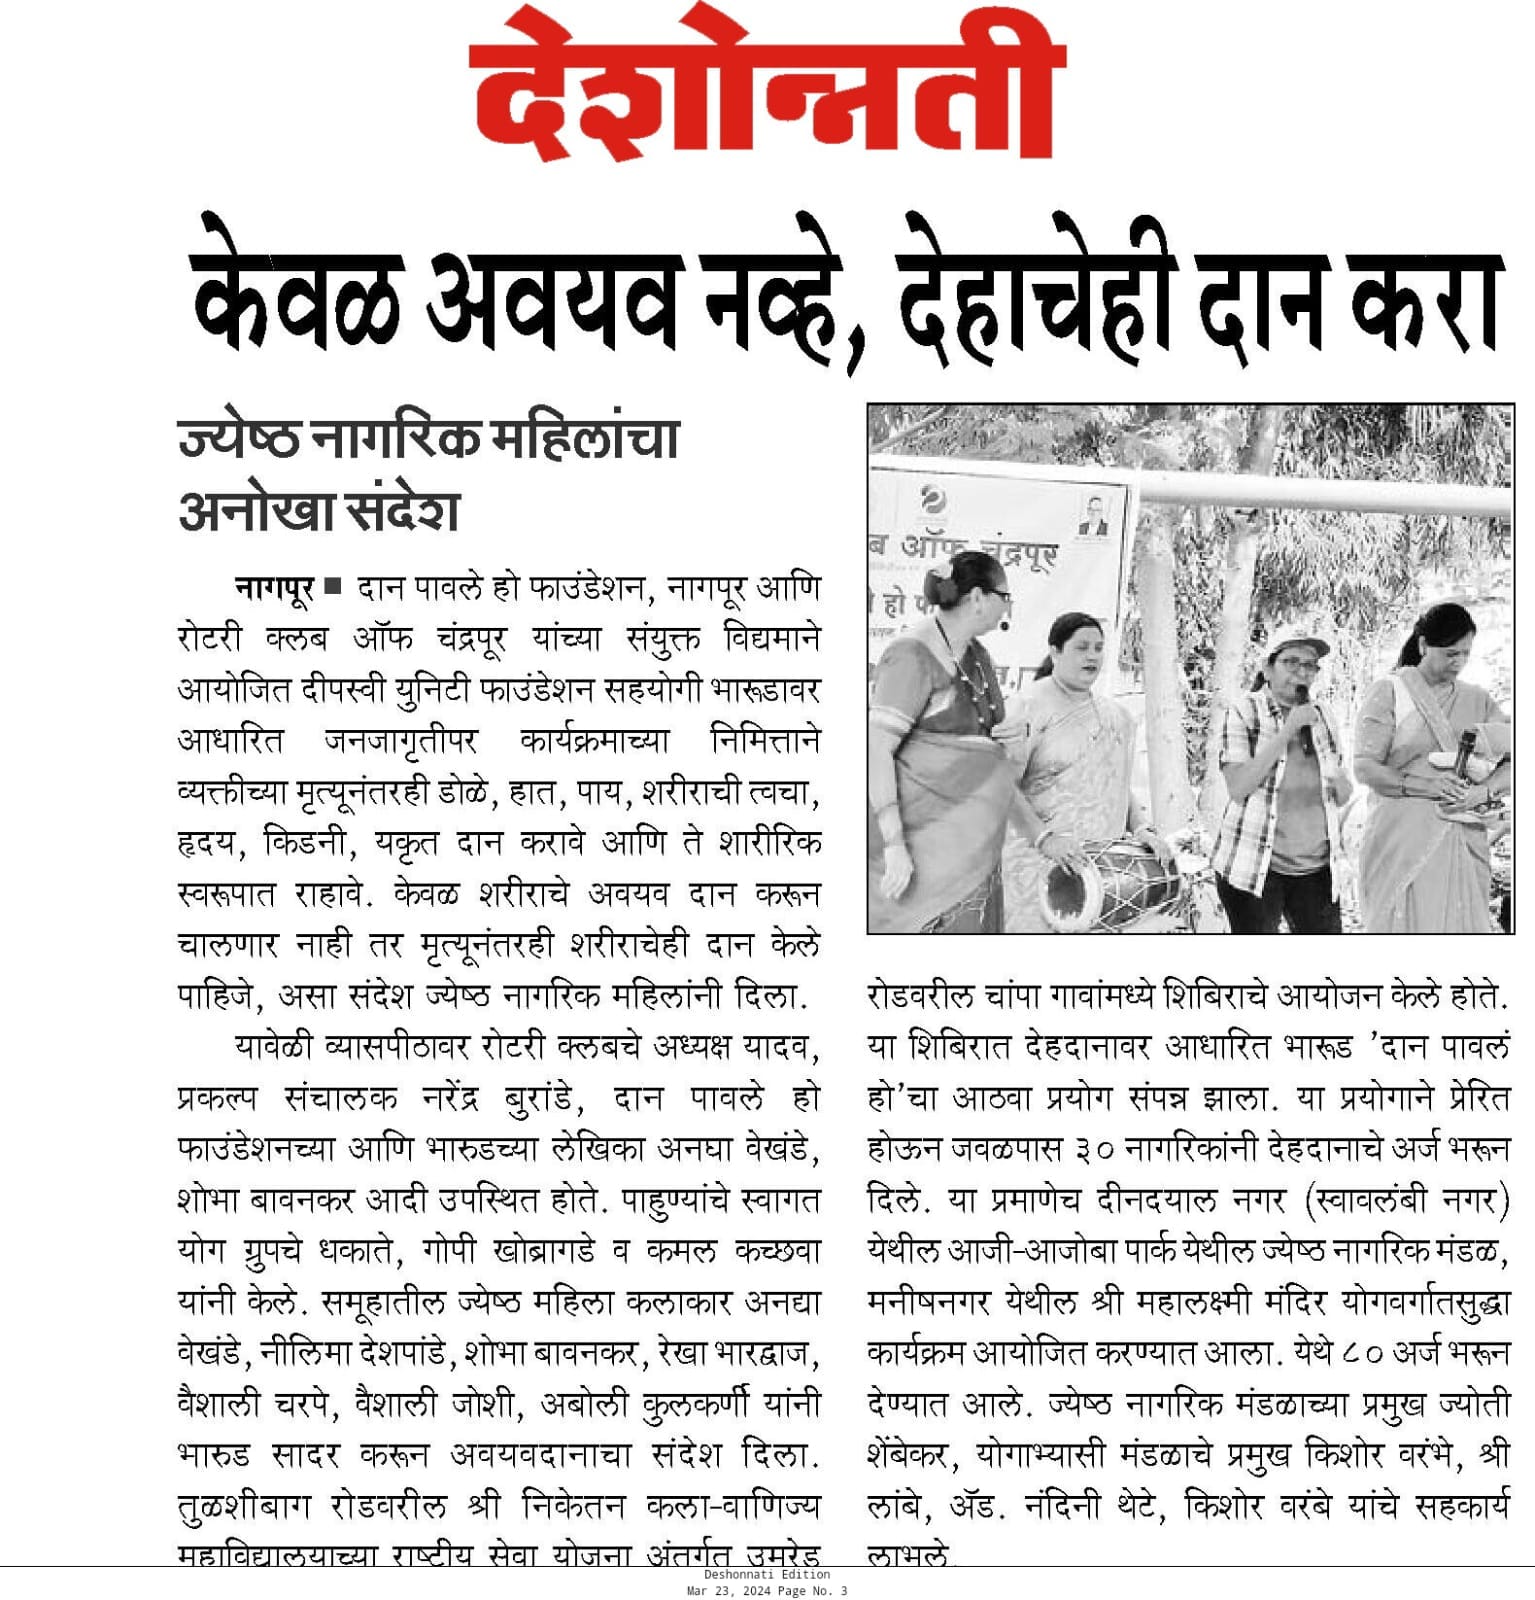 देशोन्नती
केवळ अवयव नव्हे, देहाचेही दान करा
ज्येष्ठ नागरिक महिलांचा
अनोखा संदेश
नागपूर ■ दान पावले हो फाउंडेशन, नागपूर आणि
रोटरी क्लब ऑफ चंद्रपूर यांच्या संयुक्त विद्यमाने
आयोजित दीपस्वी युनिटी फाउंडेशन सहयोगी भारूडावर
आधारित जनजागृतीपर कार्यक्रमाच्या निमित्ताने
व्यक्तीच्या मृत्यूनंतरही डोळे, हात, पाय, शरीराची त्वचा,
हृदय, किडनी, यकृत दान करावे आणि ते शारीरिक
स्वरूपात राहावे. केवळ शरीराचे अवयव दान करून
चालणार नाही तर मृत्यूनंतरही शरीराचेही दान केले
पाहिजे, असा संदेश ज्येष्ठ नागरिक महिलांनी दिला.
यावेळी व्यासपीठावर रोटरी क्लबचे अध्यक्ष यादव,
प्रकल्प संचालक नरेंद्र बुरांडे, दान पावले हो
फाउंडेशनच्या आणि भारुडच्या लेखिका अनघा वेखंडे,
शोभा बावनकर आदी उपस्थित होते. पाहुण्यांचे स्वागत
योग ग्रुपचे धकाते, गोपी खोब्रागडे व कमल कच्छवा
यांनी केले. समूहातील ज्येष्ठ महिला कलाकार अनद्या
वेखंडे, नीलिमा देशपांडे, शोभा बावनकर, रेखा भारद्वाज,
वैशाली चरपे, वैशाली जोशी, अबोली कुलकर्णी यांनी
भारुड सादर करून अवयवदानाचा संदेश दिला.
तुळशीबाग रोडवरील श्री निकेतन कला-वाणिज्य
महाविद्यालयाच्या राष्टीय सेवा योजना अंतर्गत उमरेड
ब ऑफ चंद्रपूर
हो
रोडवरील चांपा गावांमध्ये शिबिराचे आयोजन केले होते.
या शिबिरात देहदानावर आधारित भारूड ’दान पावलं
हो’चा आठवा प्रयोग संपन्न झाला. या प्रयोगाने प्रेरित
होऊन जवळपास ३० नागरिकांनी देहदानाचे अर्ज भरून
दिले. या प्रमाणेच दीनदयाल नगर (स्वावलंबी नगर)
येथील आजी-आजोबा पार्क येथील ज्येष्ठ नागरिक मंडळ,
मनीषनगर येथील श्री महालक्ष्मी मंदिर योगवर्गातसुद्धा
कार्यक्रम आयोजित करण्यात आला. येथे ८० अर्ज भरून
देण्यात आले. ज्येष्ठ नागरिक मंडळाच्या प्रमुख ज्योती
शेंबेकर, योगाभ्यासी मंडळाचे प्रमुख किशोर वरंभे, श्री
लांबे, ॲड. नंदिनी थेटे, किशोर वरंबे यांचे सहकार्य
लाभले.
Deshonnati Edition
Mar 23, 2024 Page No. 3